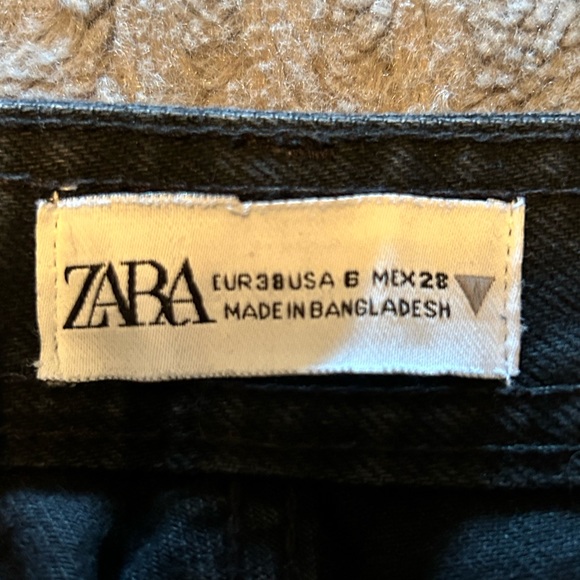 ZARA
EUR 38 USA 6 MEX 28
MADE IN BANGLADESH